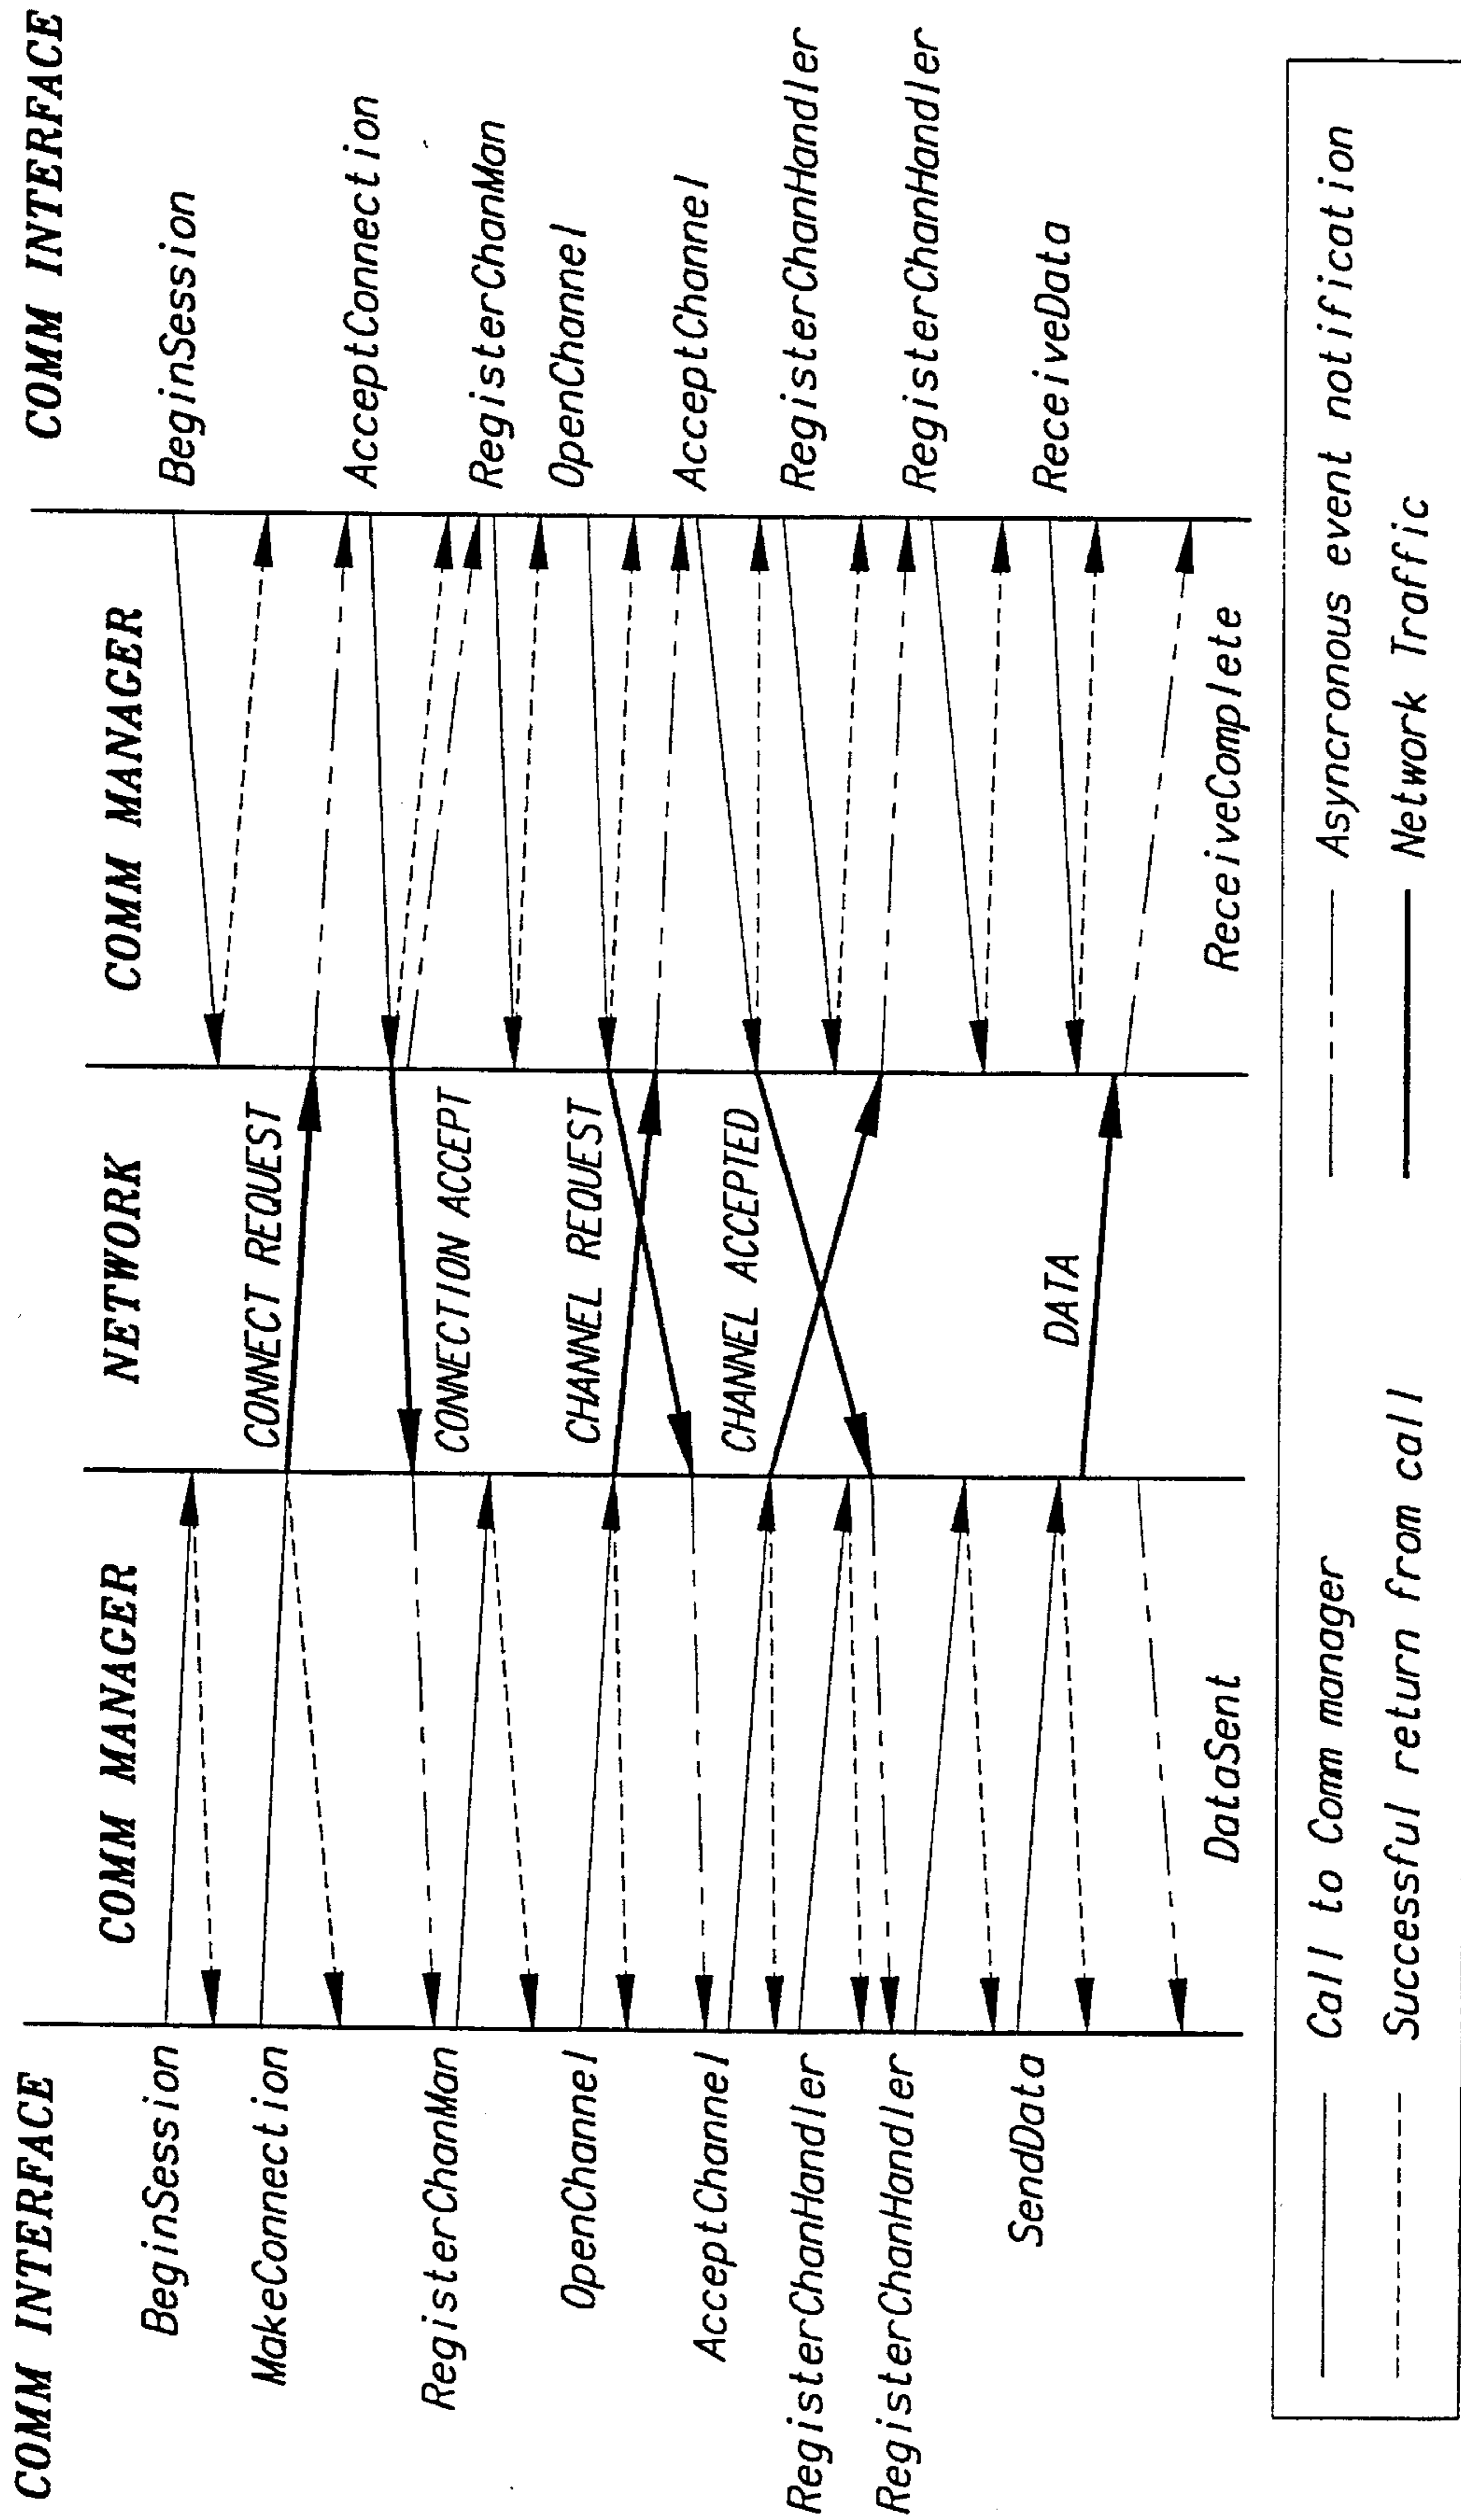 COMM INTERFACE
COMM MANAGER
NETWORK
COMM MANAGER
COMM INTERFACE
BeginSession
MakeConnection
RegisterChanMan
OpenChannel
AcceptChannel
RegisterChanHandler
RegisterChanHandler
SendData
DataSent
CONNECT REQUEST
CONNECTION ACCEPT
CHANNEL REQUEST
CHANNEL ACCEPTED
DATA
ReceiveComplete
BeginSession
AcceptConnection
RegisterChanMan
OpenChannel
AcceptChannel
RegisterChanHandler
RegisterChanHandler
ReceiveData
Call to Comm manager
Successful return from call
Asyncronous event notification
Network Traffic